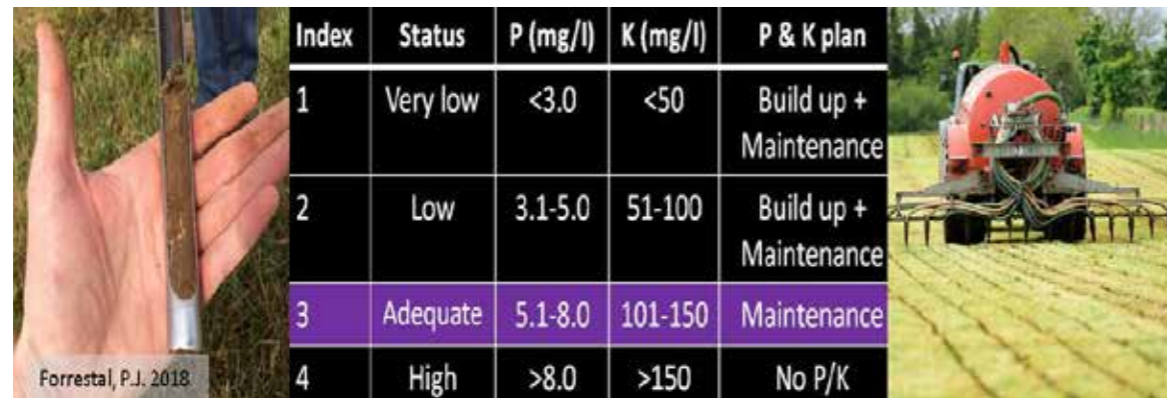 Index Status P (mg/l) K (mg/l) P & K plan
1 Very low <3.0 <50 Build up +
Maintenance
2 Low 3.1-5.0 51-100 Build up +
Maintenance
3 Adequate 5.1-8.0 101-150 Maintenance
4 High >8.0 >150 No P/K
Forrestal, P.J. 2018